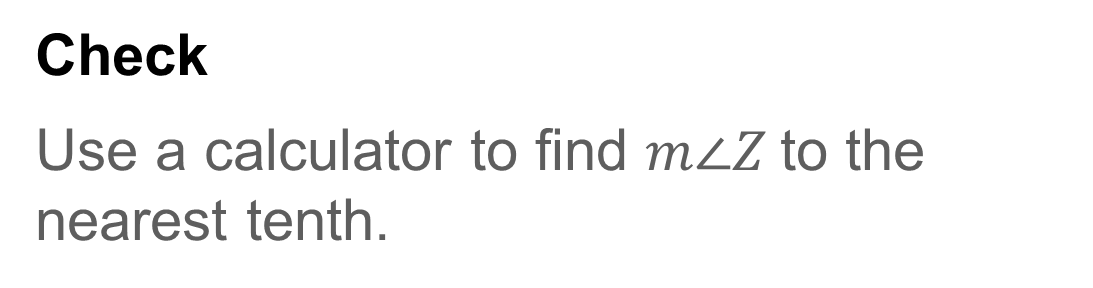 Check
Use a calculator to find m∠Z to the
nearest tenth.